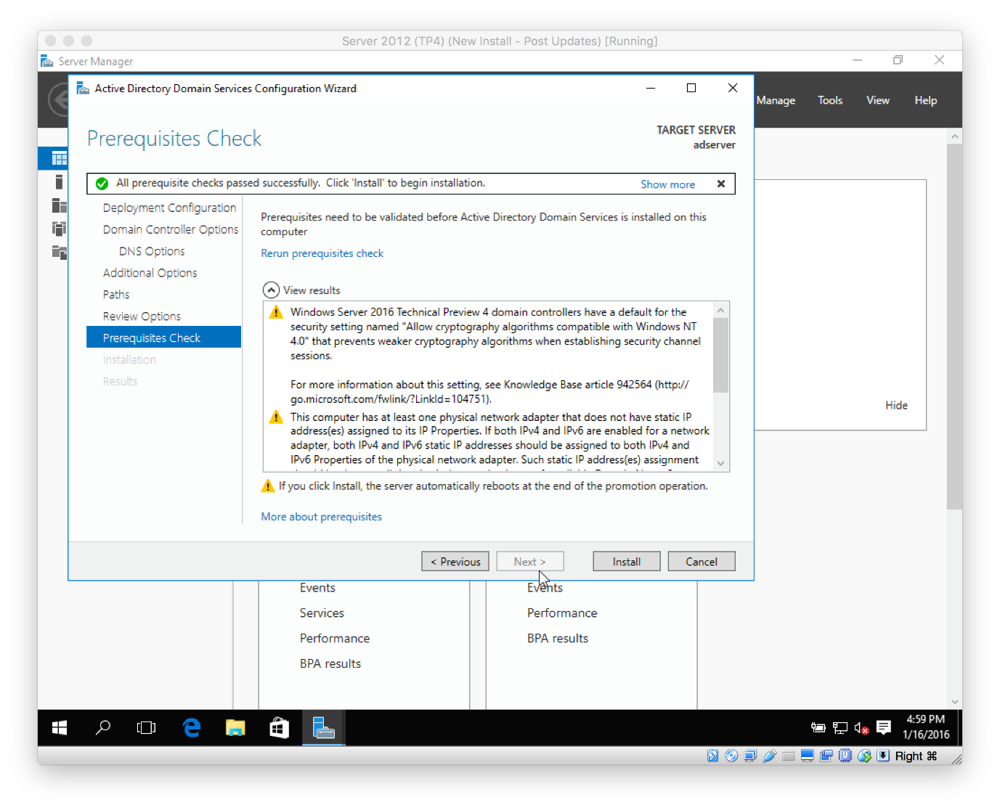 Server 2012 (TP4) (New Install - Post Updates) [Running]
Server Manager
Active Directory Domain Services Configuration Wizard
Manage Tools View Help
Prerequisites Check
TARGET SERVER
adserver
All prerequisite checks passed successfully. Click 'Install' to begin installation.
Show more
Deployment Configuration
Domain Controller Options
DNS Options
Additional Options
Paths
Review Options
Prerequisites Check
Installation
Results
Prerequisites need to be validated before Active Directory Domain Services is installed on this
computer
Rerun prerequisites check
View results
Windows Server 2016 Technical Preview 4 domain controllers have a default for the
security setting named "Allow cryptography algorithms compatible with Windows NT
4.0" that prevents weaker cryptography algorithms when establishing security channel
sessions.
For more information about this setting, see Knowledge Base article 942564 (http://
go.microsoft.com/fwlink/?LinkId=104751).
This computer has at least one physical network adapter that does not have static IP
address(es) assigned to its IP Properties. If both IPv4 and IPv6 are enabled for a network
adapter, both IPv4 and IPv6 static IP addresses should be assigned to both IPv4 and
IPv6 Properties of the physical network adapter. Such static IP address(es) assignment
If you click Install, the server automatically reboots at the end of the promotion operation.
More about prerequisites
< Previous
Next >
Install
Cancel
Hide
Events
Services
Performance
BPA results
Events
Performance
BPA results
4:59 PM
1/16/2016
Right ⌘